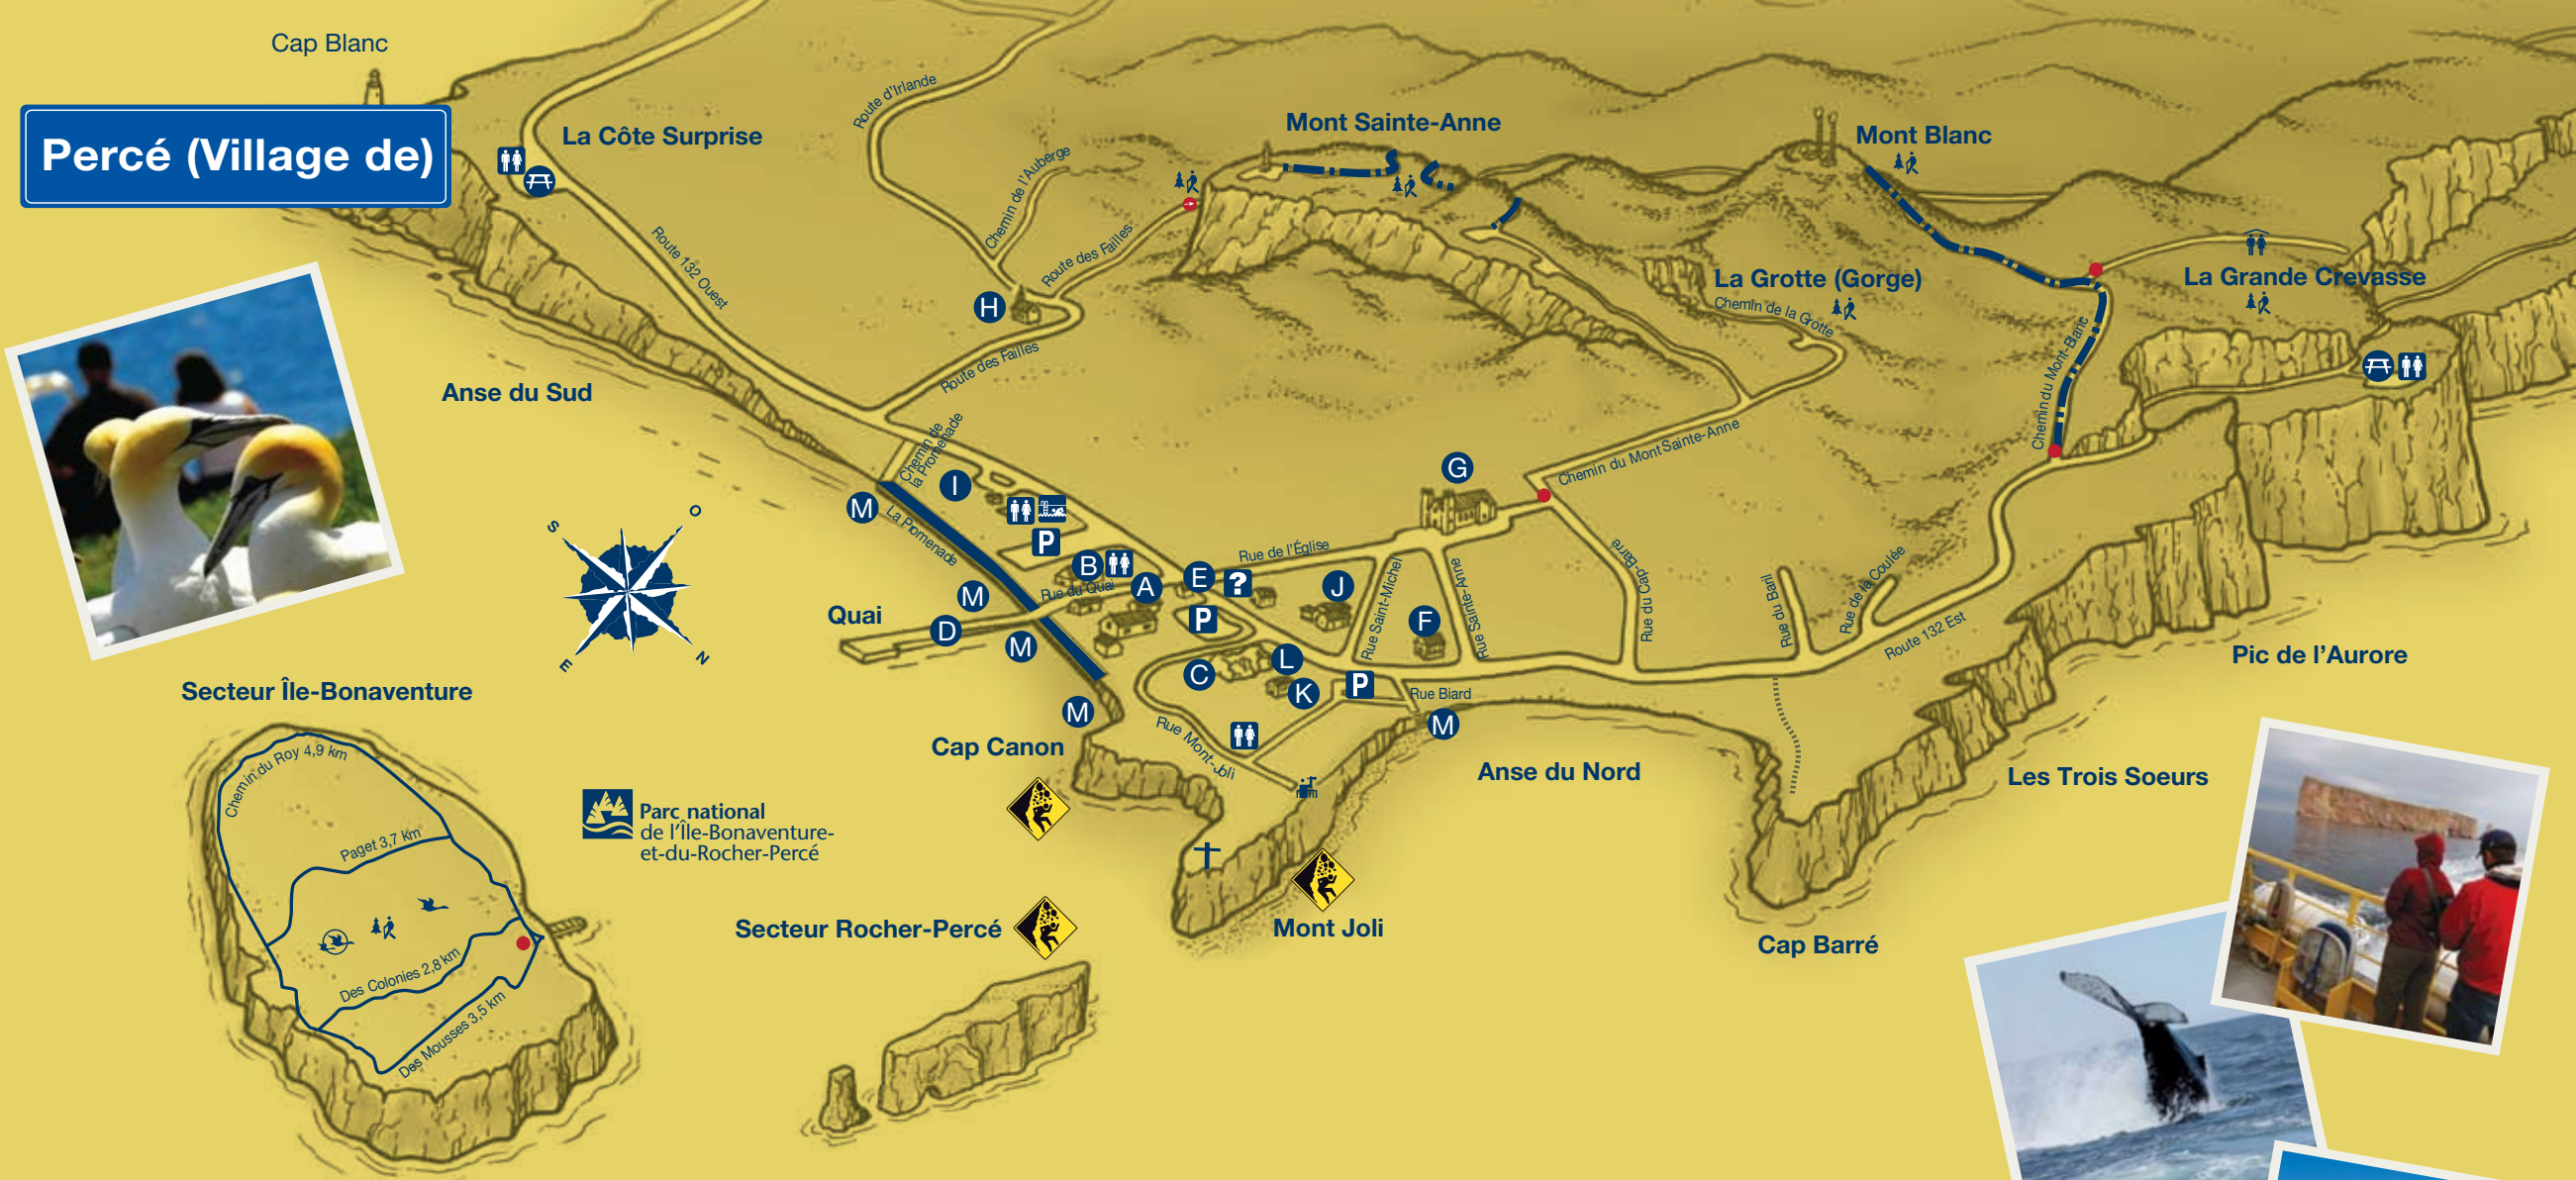 Cap Blanc
Percé (Village de)
La Côte Surprise
Route d'Irlande
Chemin de l'Auberge
Mont Sainte-Anne
Mont Blanc
Route 132 Ouest
Route des Failles
H
La Grotte (Gorge)
Chemin de la Grotte
La Grande Crevasse
Chemin du Mont-Blanc
Route des Failles
Anse du Sud
Chemin de
la Promenade
I
G
Chemin du Mont Sainte-Anne
M
La Promenade
P
S
O
E
N
B
Rue du Quai
A
E
?
Rue de l'Église
J
Rue Saint-Michel
F
Rue Sainte-Anne
Rue du Cap-Barré
Rue du Baril
Rue de la Coulée
Route 132 Est
M
Quai
D
M
P
C
L
K
P
Rue Biard
M
M
Rue Mont-Joli
Pic de l'Aurore
Secteur Île-Bonaventure
Cap Canon
Anse du Nord
Les Trois Soeurs
Chemin du Roy 4,9 km
Paget 3,7 km
Des Colonies 2,8 km
Des Mousses 3,5 km
Parc national
de l'Île-Bonaventure-
et-du-Rocher-Percé
Secteur Rocher-Percé
Mont Joli
Cap Barré